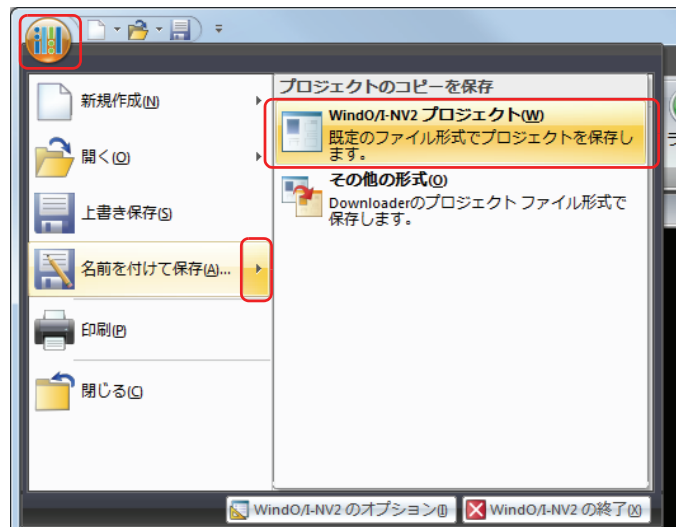 新規作成(N)
開く(O)
上書き保存(S)
名前を付けて保存(A)...
印刷(P)
閉じる(C)
プロジェクトのコピーを保存
WindO/I-NV2 プロジェクト(W)
既定のファイル形式でプロジェクトを保存し
ます。
その他の形式(O)
Downloaderのプロジェクト ファイル形式で
保存します。
WindO/I-NV2 のオプション(I)
WindO/I-NV2 の終了(X)